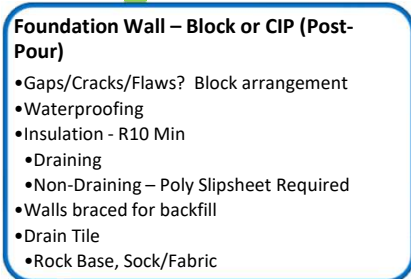 Foundation Wall – Block or CIP (Post-
Pour)
•Gaps/Cracks/Flaws?  Block arrangement
•Waterproofing
•Insulation - R10 Min
•Draining
•Non-Draining – Poly Slipsheet Required
•Walls braced for backfill
•Drain Tile
•Rock Base, Sock/Fabric